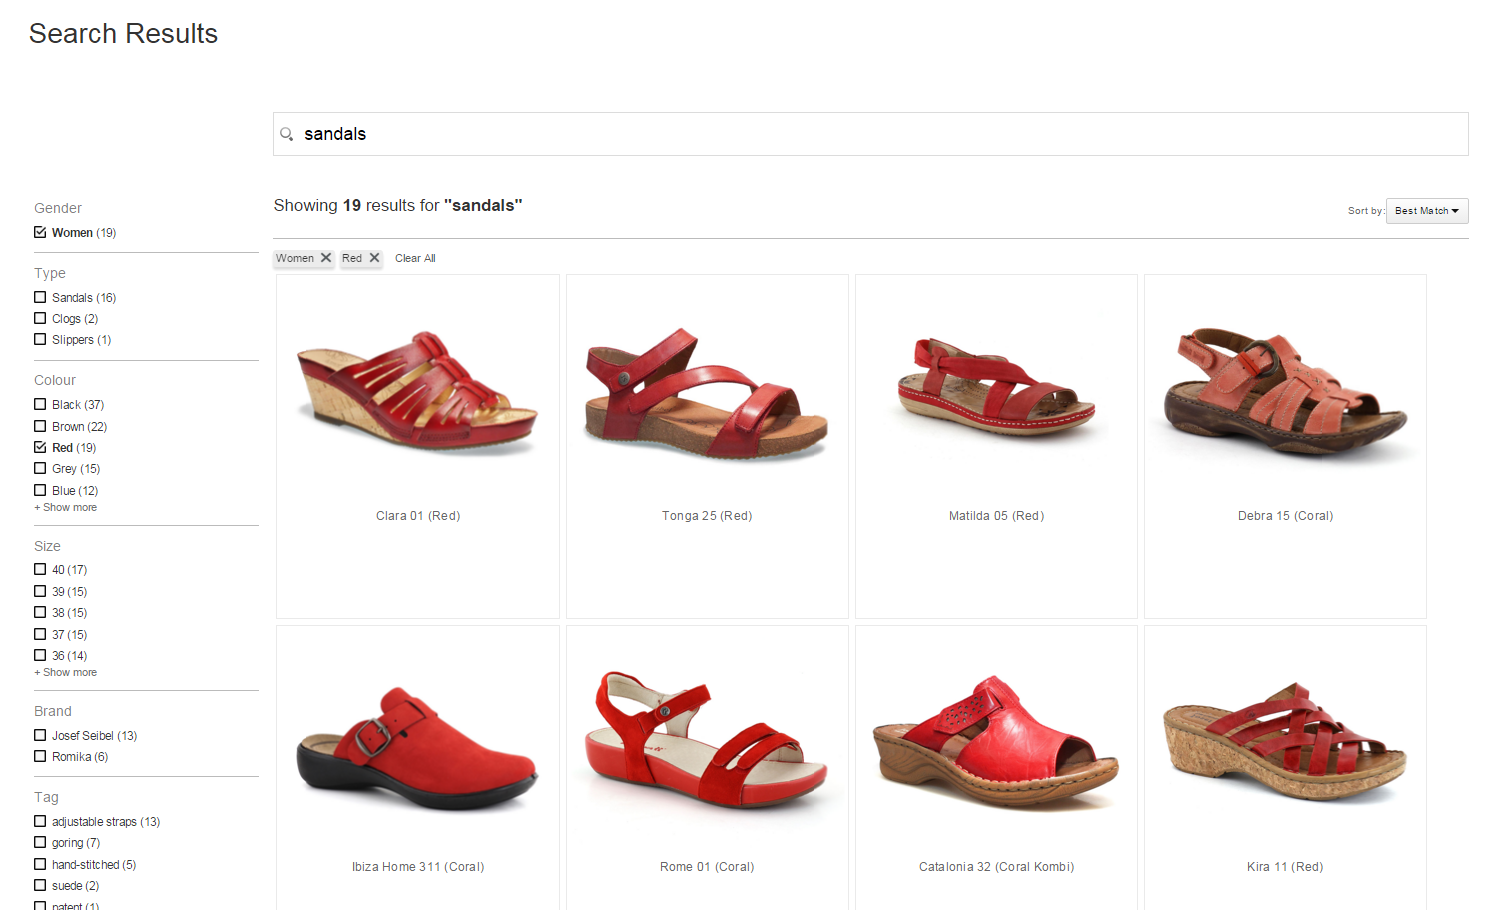 Search Results
sandals
Gender
Women (19)
Type
Sandals (16)
Clogs (2)
Slippers (1)
Colour
Black (37)
Brown (22)
Red (19)
Grey (15)
Blue (12)
+ Show more
Size
40 (17)
39 (15)
38 (15)
37 (15)
36 (14)
+ Show more
Brand
Josef Seibel (13)
Romika (6)
Tag
adjustable straps (13)
goring (7)
hand-stitched (5)
suede (2)
patent (1)
Showing 19 results for "sandals"
Sort by: Best Match
Women Red Clear All
Clara 01 (Red)
Tonga 25 (Red)
Matilda 05 (Red)
Debra 15 (Coral)
Ibiza Home 311 (Coral)
Rome 01 (Coral)
Catalonia 32 (Coral Kombi)
Kira 11 (Red)